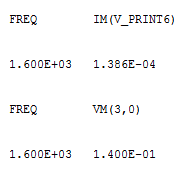 FREQ IM(V_PRINT6)
1.600E+03 1.386E-04
FREQ VM(3,0)
1.600E+03 1.400E-01